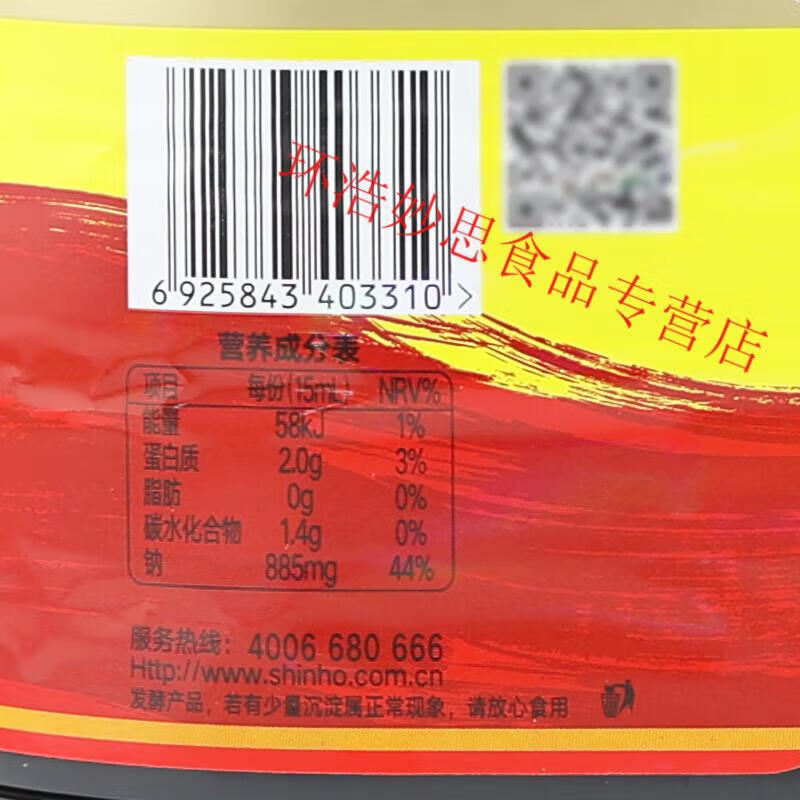 环浩妙思食品专营店
6 925843 403310 >
营养成分表
项目 每份(15mL) NRV%
能量 58kJ 1%
蛋白质 2.0g 3%
脂肪 0g 0%
碳水化合物 1.4g 0%
钠 885mg 44%
服务热线：4006 680 666
Http://www.shinho.com.cn
发酵产品，若有少量沉淀属正常现象，请放心食用